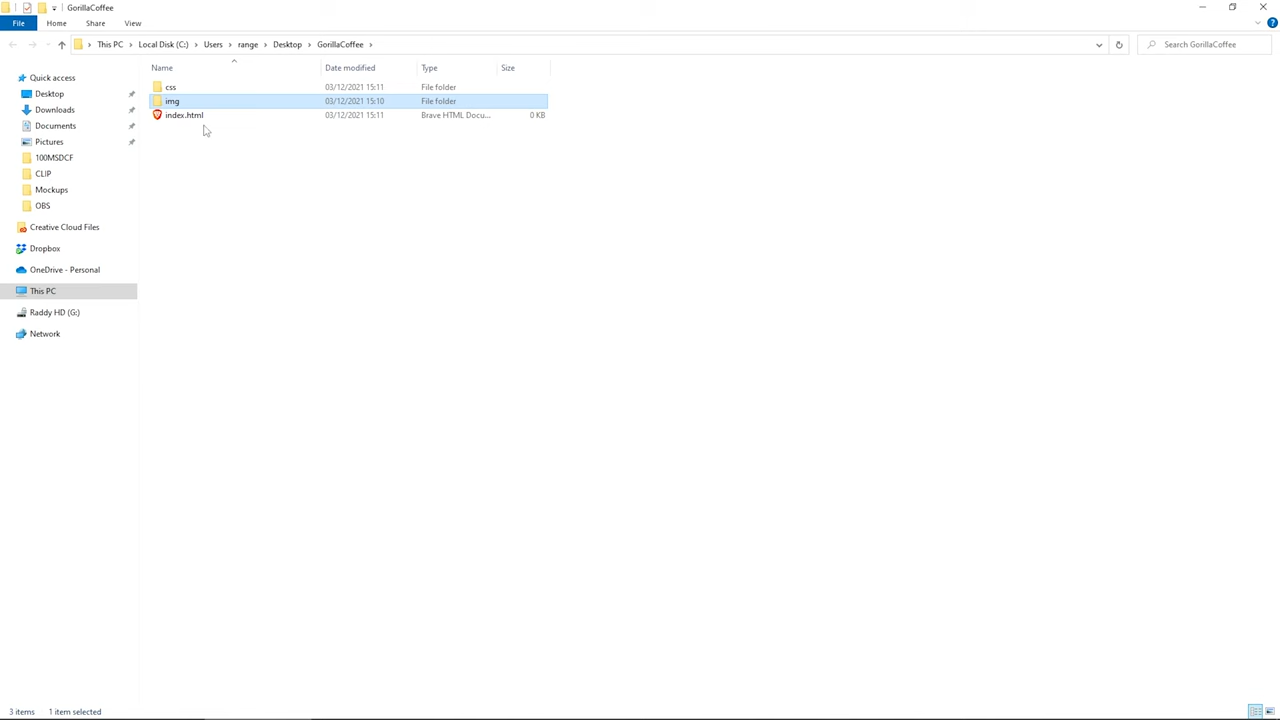 GorillaCoffee
File Home Share View
This PC Local Disk (C:) Users range Desktop GorillaCoffee Search GorillaCoffee
Name Date modified Type Size
Quick access
Desktop
Downloads
Documents
Pictures
100MSDCF
CLIP
Mockups
OBS
Creative Cloud Files
Dropbox
OneDrive - Personal
This PC
Raddy HD (G:)
Network
css 03/12/2021 15:11 File folder
img 03/12/2021 15:10 File folder
index.html 03/12/2021 15:11 Brave HTML Docu... 0 KB
3 items 1 item selected